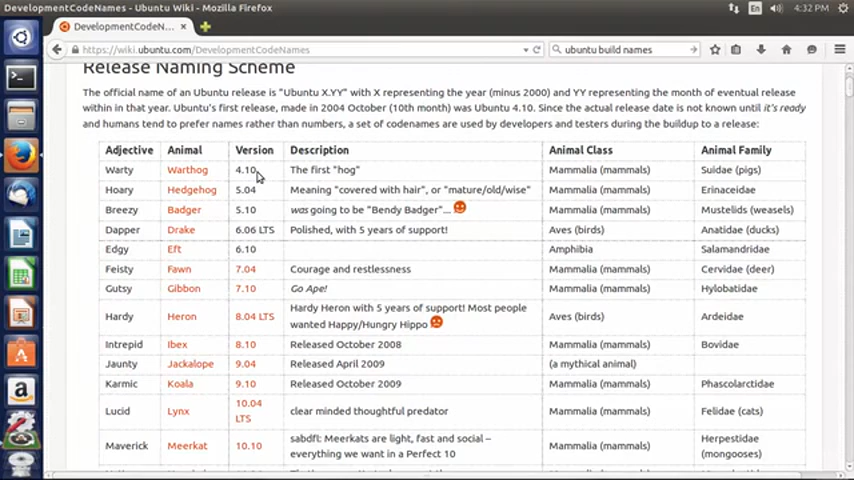 DevelopmentCodeNames - Ubuntu Wiki - Mozilla Firefox
En
4:32 PM
DevelopmentCodeNames - Ub...
https://wiki.ubuntu.com/DevelopmentCodeNames
ubuntu build names
Release Naming Scheme
The official name of an Ubuntu release is "Ubuntu X.YY" with X representing the year (minus 2000) and YY representing the month of eventual release
within in that year. Ubuntu's first release, made in 2004 October (10th month) was Ubuntu 4.10. Since the actual release date is not known until it's ready
and humans tend to prefer names rather than numbers, a set of codenames are used by developers and testers during the buildup to a release:
Adjective Animal Version Description Animal Class Animal Family
Warty Warthog 4.10 The first "hog" Mammalia (mammals) Suidae (pigs)
Hoary Hedgehog 5.04 Meaning "covered with hair", or "mature/old/wise" Mammalia (mammals) Erinaceidae
Breezy Badger 5.10 was going to be "Bendy Badger"... Mammalia (mammals) Mustelids (weasels)
Dapper Drake 6.06 LTS Polished, with 5 years of support! Aves (birds) Anatidae (ducks)
Edgy Eft 6.10 Amphibia Salamandridae
Feisty Fawn 7.04 Courage and restlessness Mammalia (mammals) Cervidae (deer)
Gutsy Gibbon 7.10 Go Ape! Mammalia (mammals) Hylobatidae
Hardy Heron 8.04 LTS Hardy Heron with 5 years of support! Most people
wanted Happy/Hungry Hippo Aves (birds) Ardeidae
Intrepid Ibex 8.10 Released October 2008 Mammalia (mammals) Bovidae
Jaunty Jackalope 9.04 Released April 2009 (a mythical animal)
Karmic Koala 9.10 Released October 2009 Mammalia (mammals) Phascolarctidae
Lucid Lynx 10.04
LTS clear minded thoughtful predator Mammalia (mammals) Felidae (cats)
Maverick Meerkat 10.10 sabdfl: Meerkats are light, fast and social –
everything we want in a Perfect 10 Mammalia (mammals) Herpestidae
(mongooses)